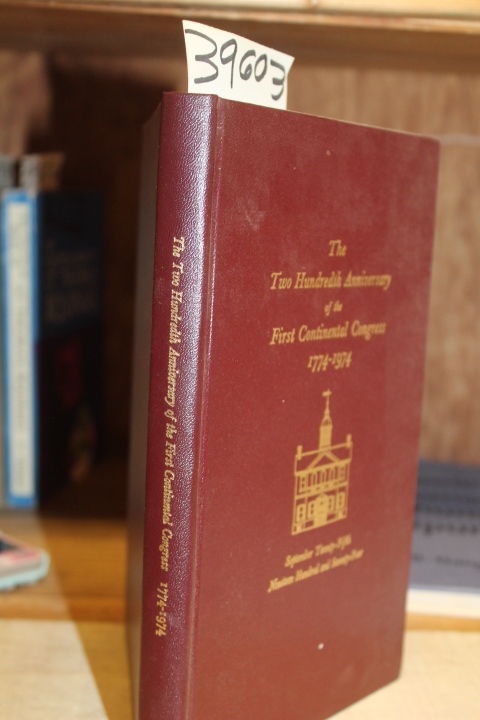 39603
The
Two Hundredth Anniversary
of the
First Continental Congress
1774-1974
September Twenty-Fifth
Nineteen Hundred and Seventy-Four
The Two Hundredth Anniversary of the First Continental Congress 1774-1974